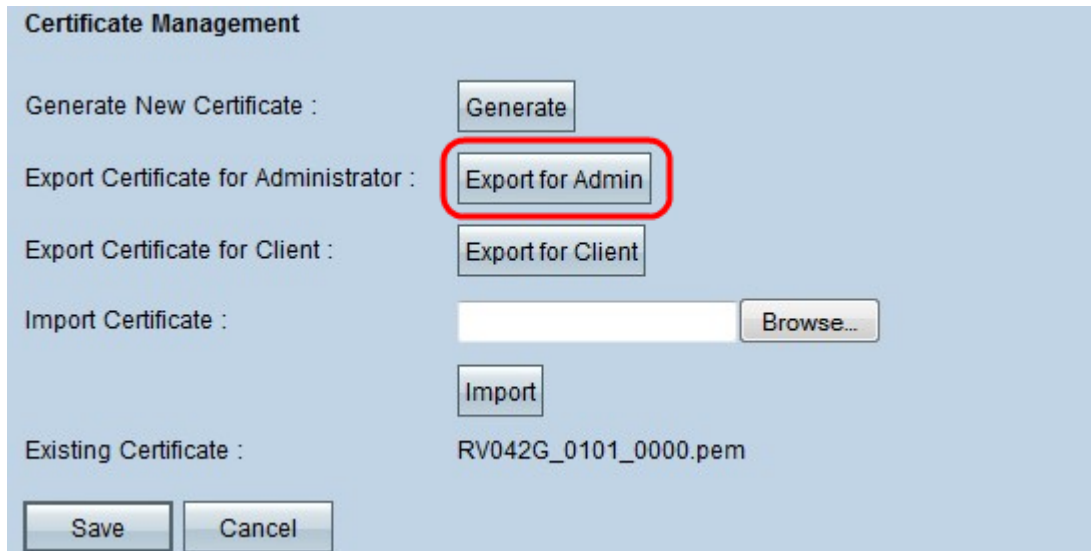 Certificate Management
Generate New Certificate : Generate
Export Certificate for Administrator : Export for Admin
Export Certificate for Client : Export for Client
Import Certificate : Browse...
Import
Existing Certificate : RV042G_0101_0000.pem
Save Cancel